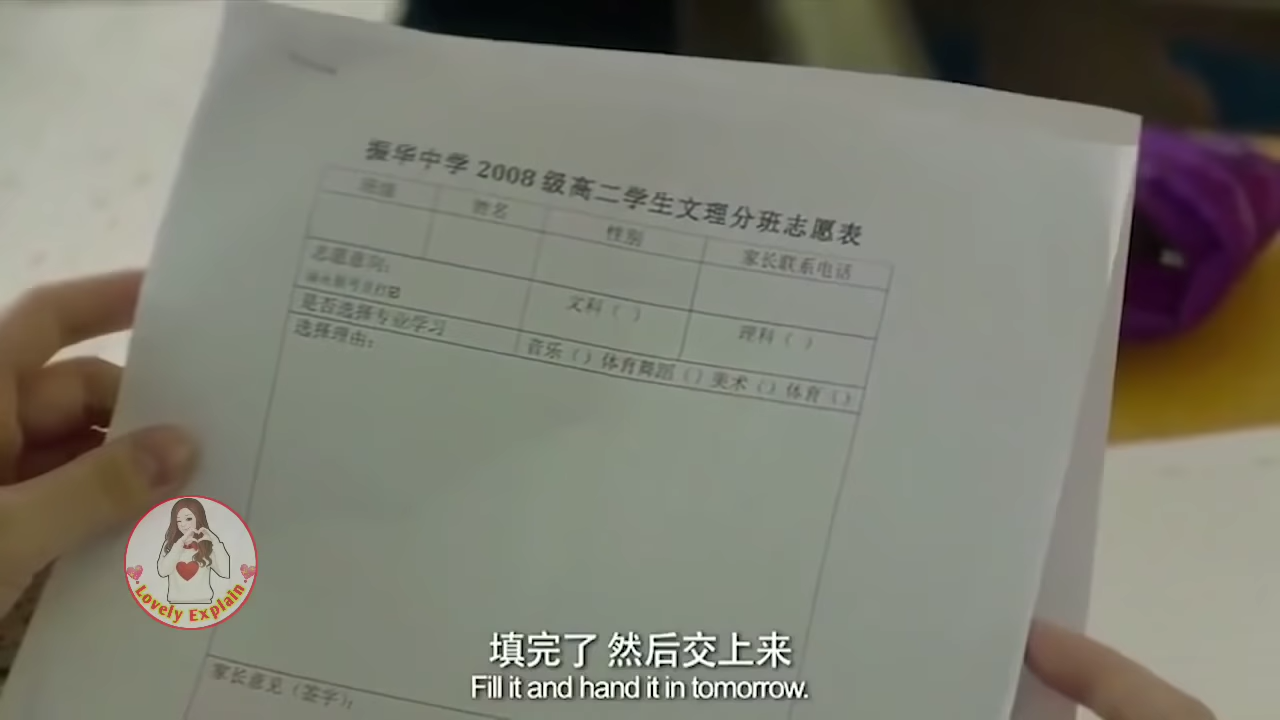 振华中学 2008 级高二学生文理分班志愿表
班级 姓名 性别 家长联系电话
志愿意向： 文科（ ） 理科（ ）
是否选择专业学习 音乐（）体育舞蹈（）美术（）体育（）
选择理由：
家长意见（签字）：
Lovely Explain
填完了 然后交上来
Fill it and hand it in tomorrow.